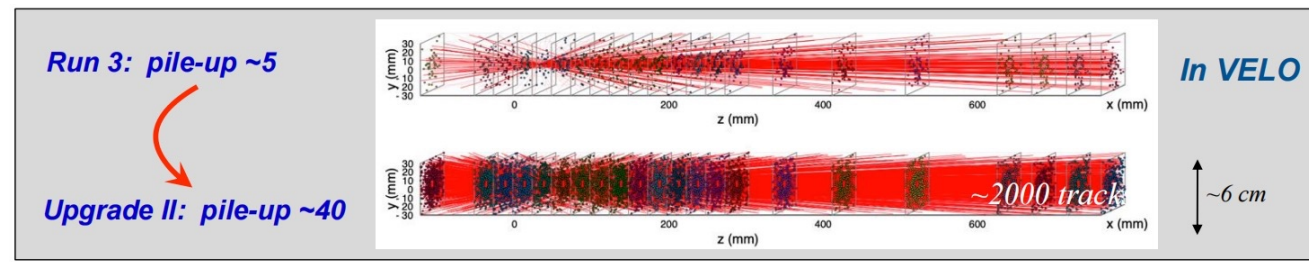 Run 3: pile-up ~5
Upgrade II: pile-up ~40
30
20
10
0
- 10
- 20
- 30
y (mm)
0
200
400
600
x (mm)
z (mm)
30
20
10
0
- 10
- 20
- 30
y (mm)
~2000 track
0
200
400
600
x (mm)
z (mm)
In VELO
~6 cm